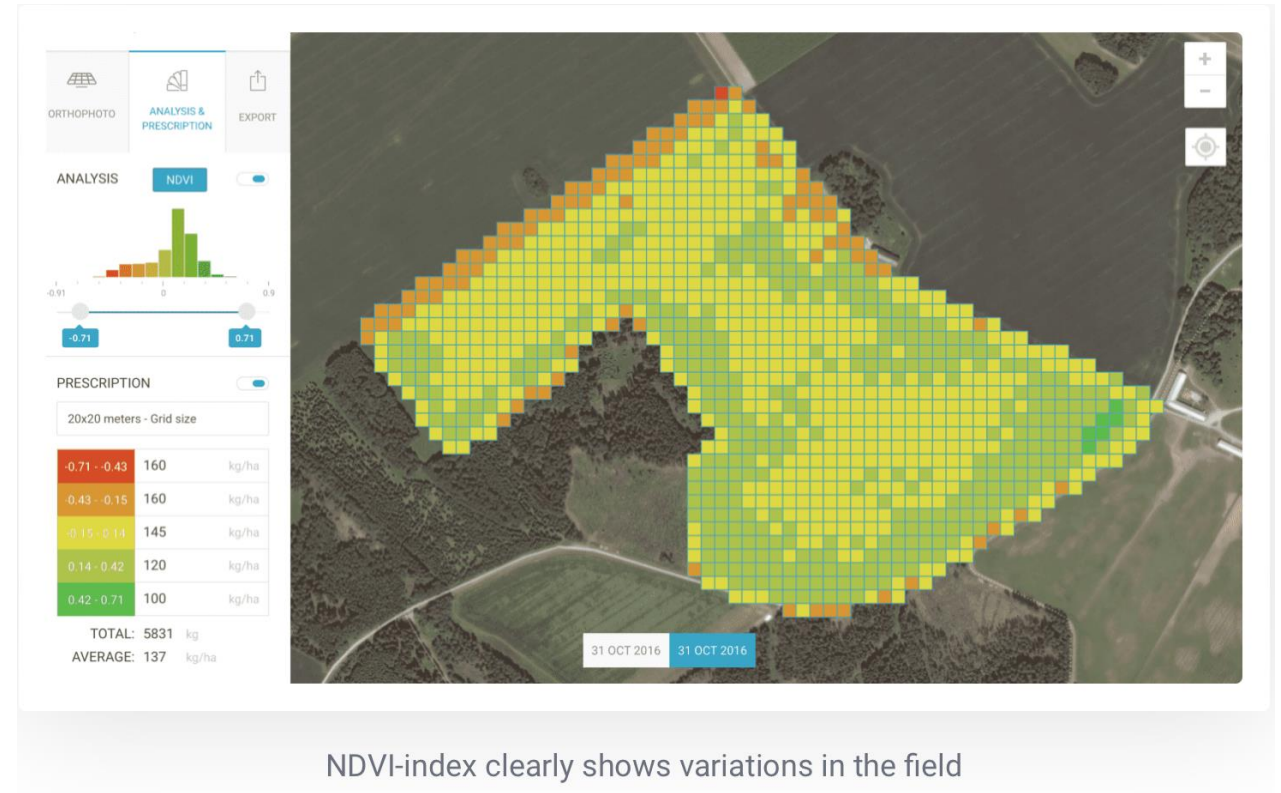 ORTHOPHOTO
ANALYSIS &
PRESCRIPTION
EXPORT
ANALYSIS
NDVI
-0.91
0
0.9
-0.71
0.71
PRESCRIPTION
20x20 meters - Grid size
-0.71 - -0.43 160 kg/ha
-0.43 - -0.15 160 kg/ha
-0.15 - 0.14 145 kg/ha
0.14 - 0.42 120 kg/ha
0.42 - 0.71 100 kg/ha
TOTAL: 5831 kg
AVERAGE: 137 kg/ha
+
−
31 OCT 2016
31 OCT 2016
NDVI-index clearly shows variations in the field